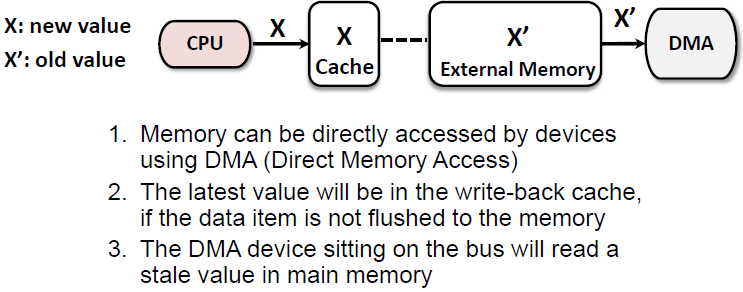 X: new value
X’: old value
CPU
X
X
Cache
X’
External Memory
X’
DMA
1. Memory can be directly accessed by devices
using DMA (Direct Memory Access)
2. The latest value will be in the write-back cache,
if the data item is not flushed to the memory
3. The DMA device sitting on the bus will read a
stale value in main memory